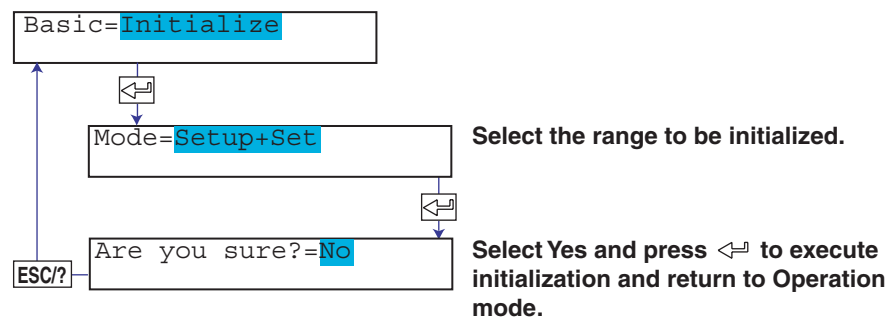 Basic=Initialize
Mode=Setup+Set
Select the range to be initialized.
Are you sure?=No
ESC/?
Select Yes and press ⏎ to execute
initialization and return to Operation
mode.